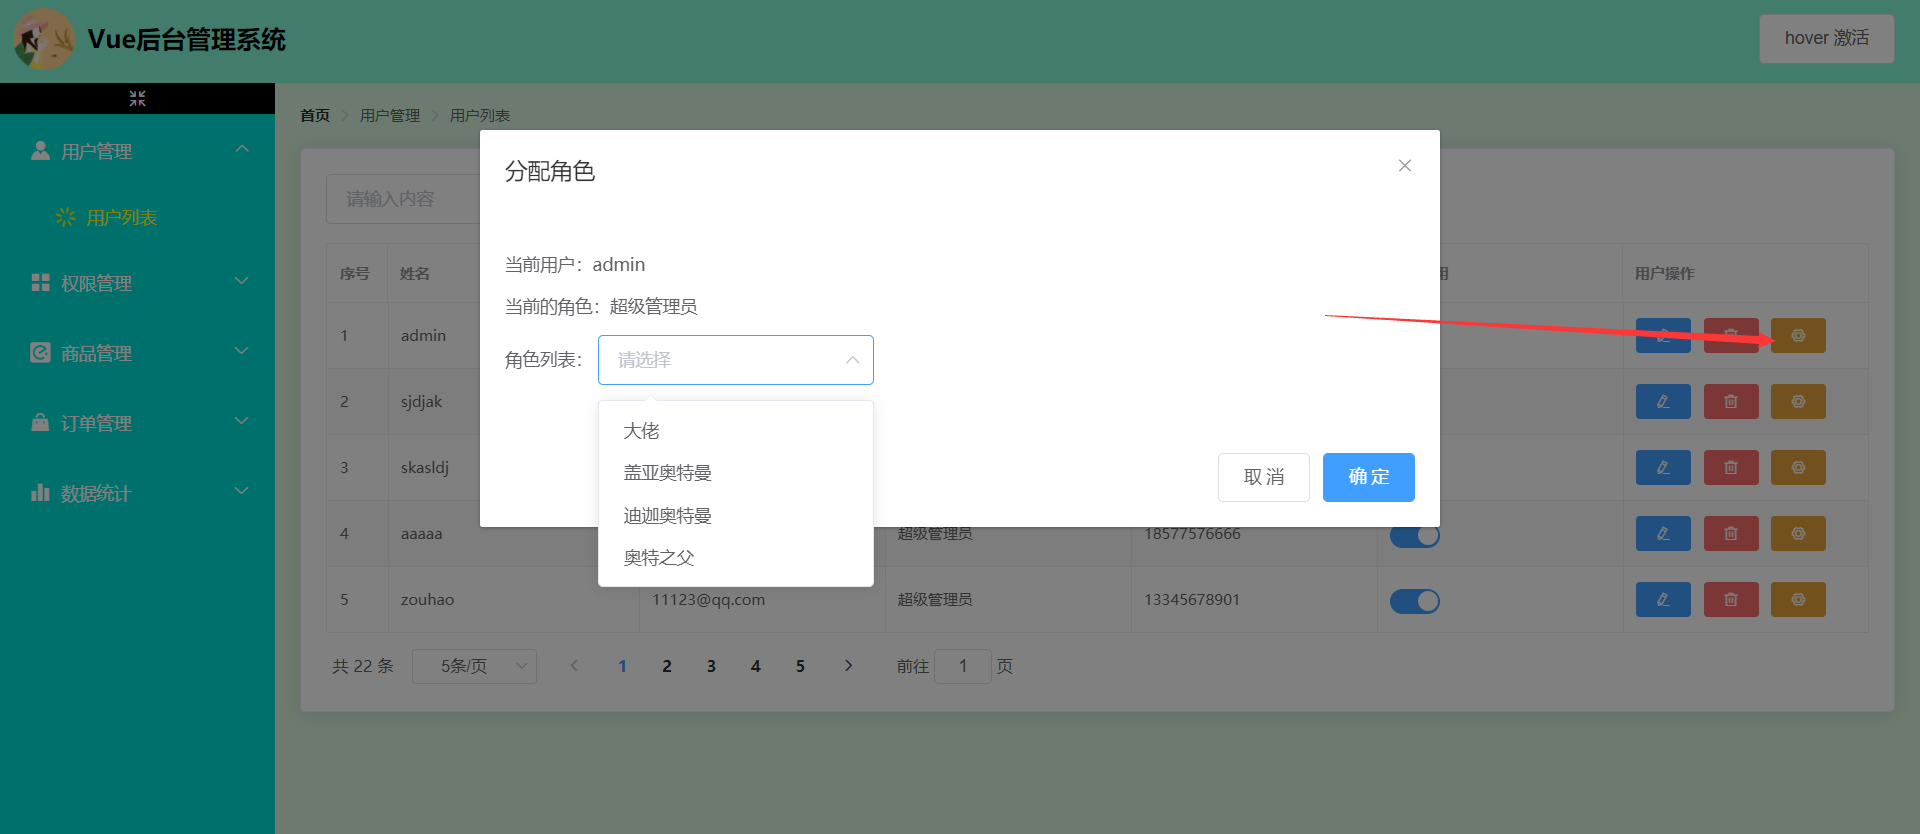 Vue后台管理系统
hover 激活
首页 用户管理 用户列表
用户管理
用户列表
权限管理
商品管理
订单管理
数据统计
请输入内容
分配角色
当前用户：admin
当前的角色：超级管理员
角色列表：
请选择
大佬
盖亚奥特曼
迪迦奥特曼
奥特之父
取消
确定
序号 姓名 用户操作
1 admin
2 sjdjak
3 skasldj
4 aaaaa 超级管理员 18577576666
5 zouhao 11123@qq.com 超级管理员 13345678901
共 22 条 5条/页 1 2 3 4 5 前往 1 页